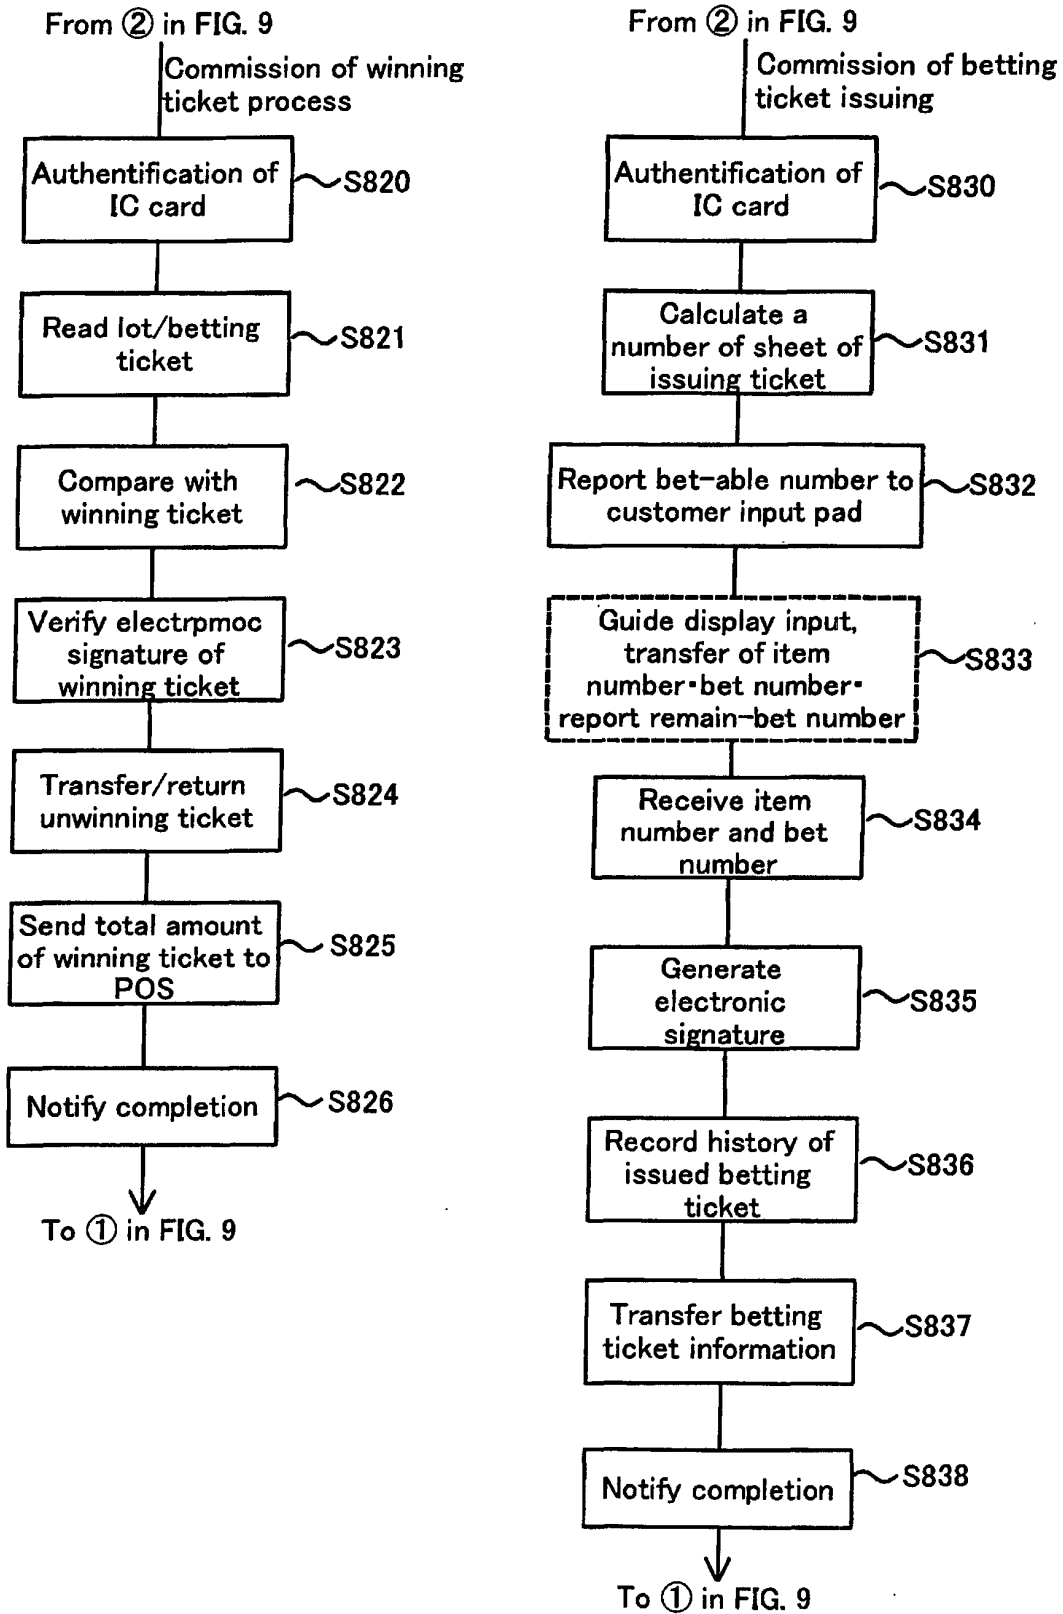 From ② in FIG. 9
Commission of winning
ticket process
Authentification of
IC card
S820
Read lot/betting
ticket
S821
Compare with
winning ticket
S822
Verify electrpmoc
signature of
winning ticket
S823
Transfer/return
unwinning ticket
S824
Send total amount
of winning ticket to
POS
S825
Notify completion
S826
To ① in FIG. 9
From ② in FIG. 9
Commission of betting
ticket issuing
Authentification of
IC card
S830
Calculate a
number of sheet of
issuing ticket
S831
Report bet-able number to
customer input pad
S832
Guide display input,
transfer of item
number・bet number・
report remain-bet number
S833
Receive item
number and bet
number
S834
Generate
electronic
signature
S835
Record history of
issued betting
ticket
S836
Transfer betting
ticket information
S837
Notify completion
S838
To ① in FIG. 9